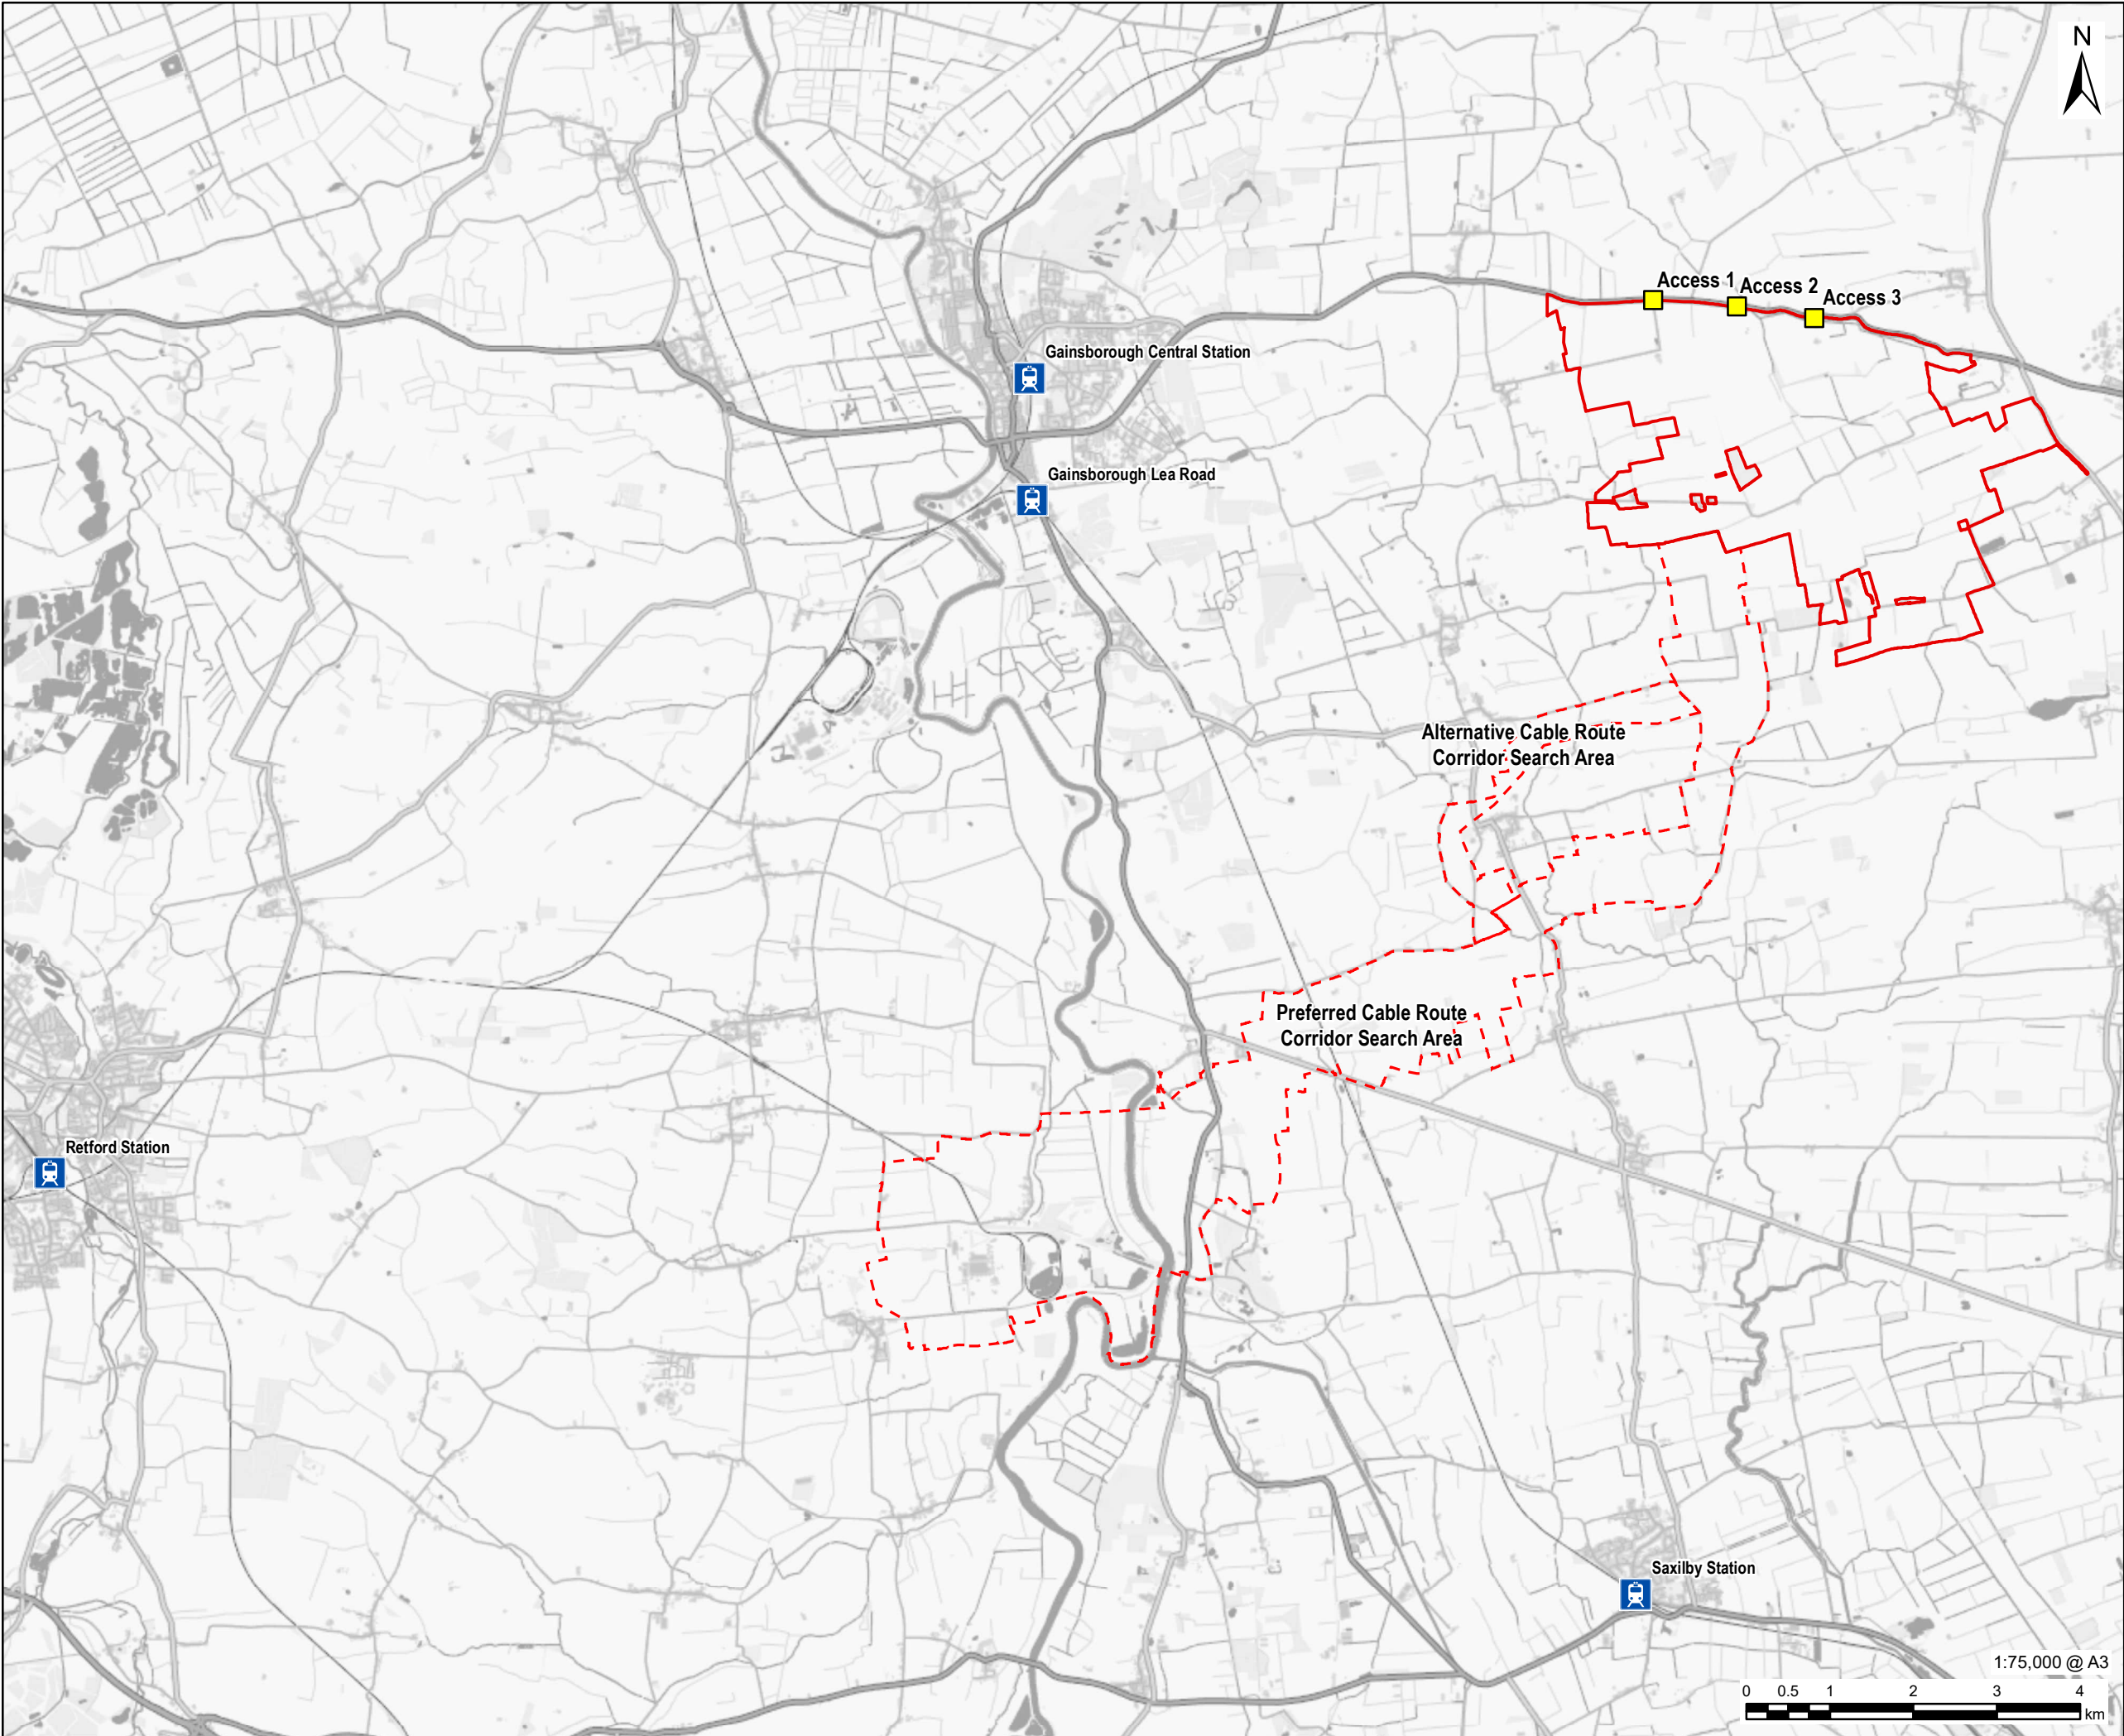 N
Access 1
Access 2
Access 3
Gainsborough Central Station
Gainsborough Lea Road
Alternative Cable Route
Corridor Search Area
Preferred Cable Route
Corridor Search Area
Retford Station
Saxilby Station
1:75,000 @ A3
0 0.5 1 2 3 4
km